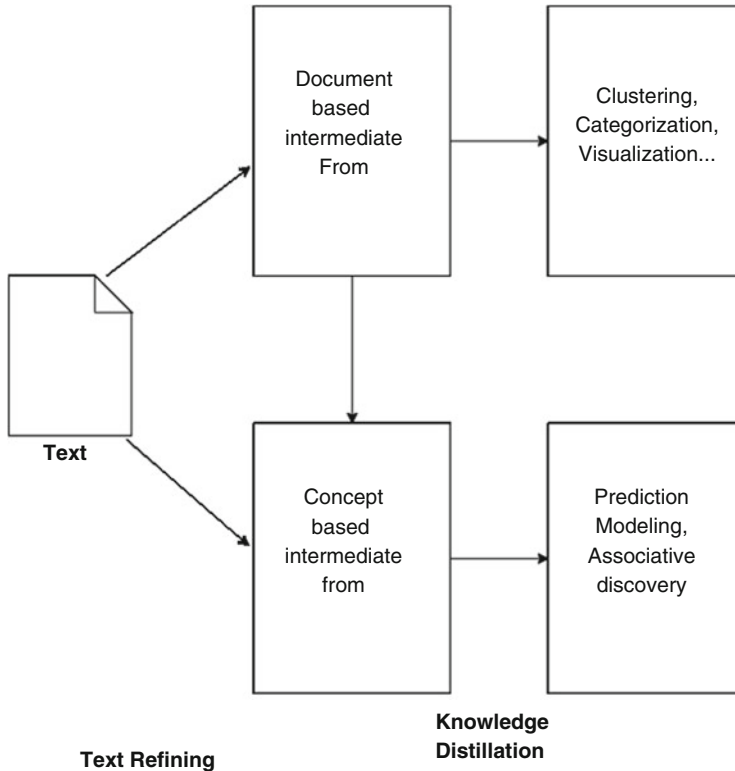 Document
based
intermediate
From
Clustering,
Categorization,
Visualization...
Text
Concept
based
intermediate
from
Prediction
Modeling,
Associative
discovery
Text Refining
Knowledge
Distillation